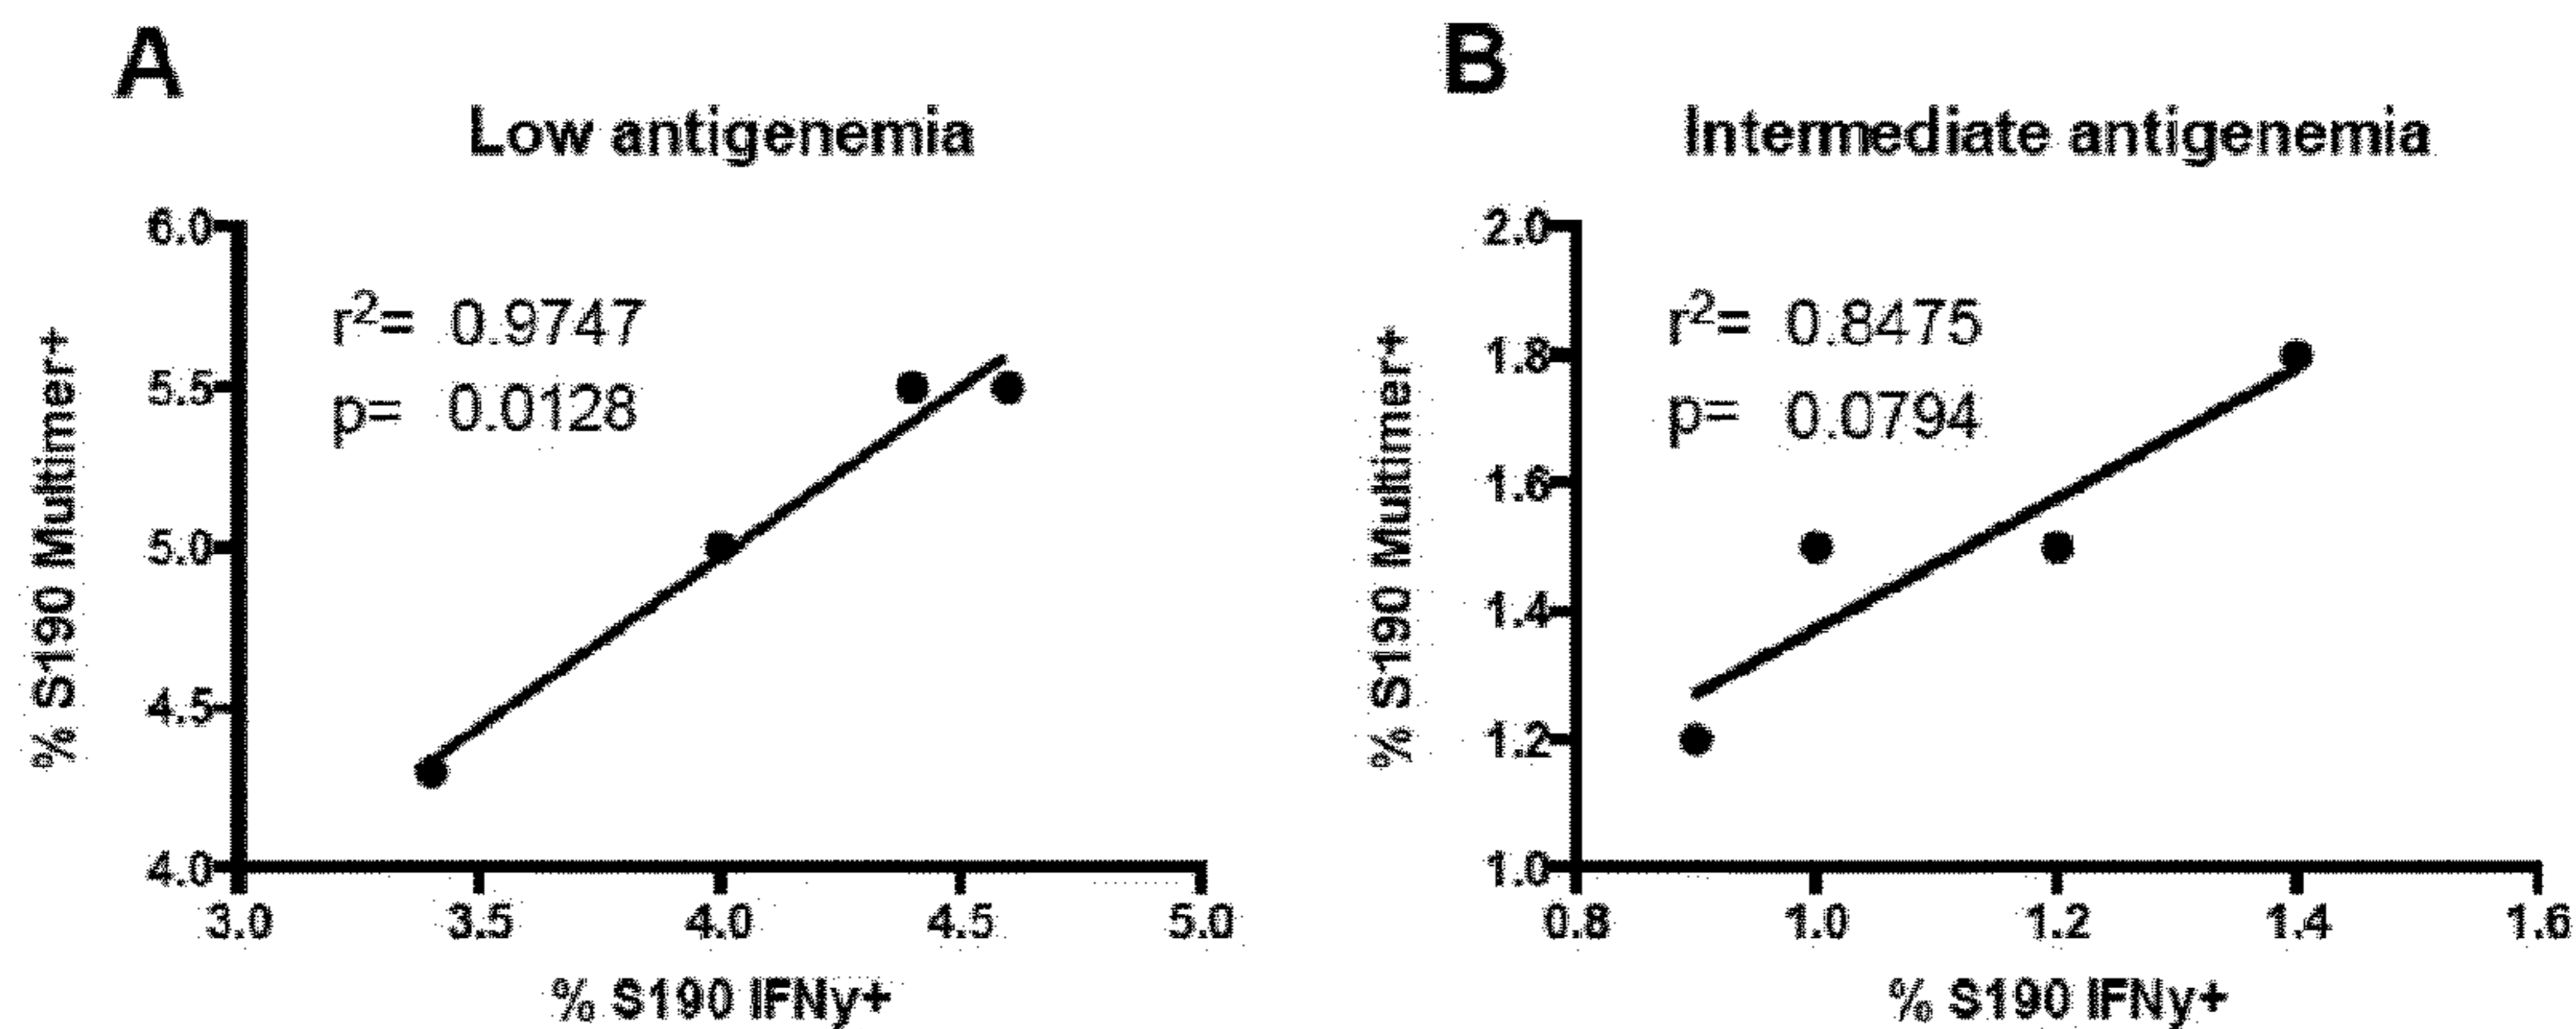 A
Low antigenemia
r²= 0.9747
p= 0.0128
6.0
5.5
5.0
4.5
4.0
3.0 3.5 4.0 4.5 5.0
% S190 Multimer+
% S190 IFNy+
B
Intermediate antigenemia
r²= 0.8475
p= 0.0794
2.0
1.8
1.6
1.4
1.2
1.0
0.8 1.0 1.2 1.4 1.6
% S190 Multimer+
% S190 IFNy+